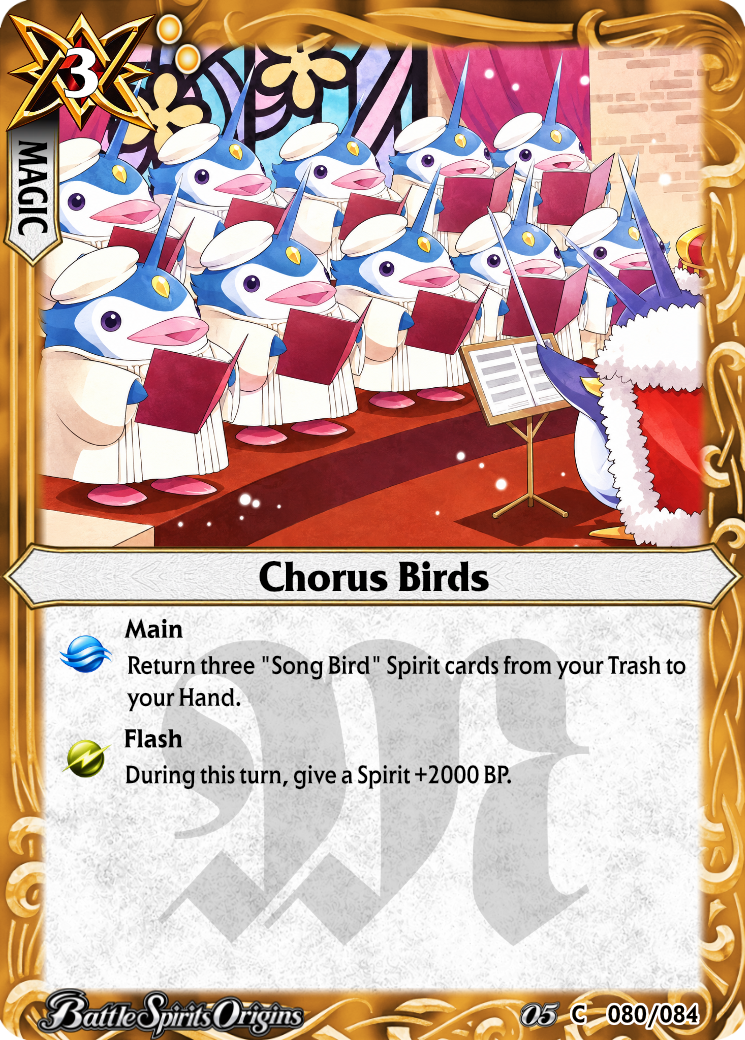 3
MAGIC
Chorus Birds
Main
Return three "Song Bird" Spirit cards from your Trash to
your Hand.
Flash
During this turn, give a Spirit +2000 BP.
Battle Spirits Origins
05 C 080/084